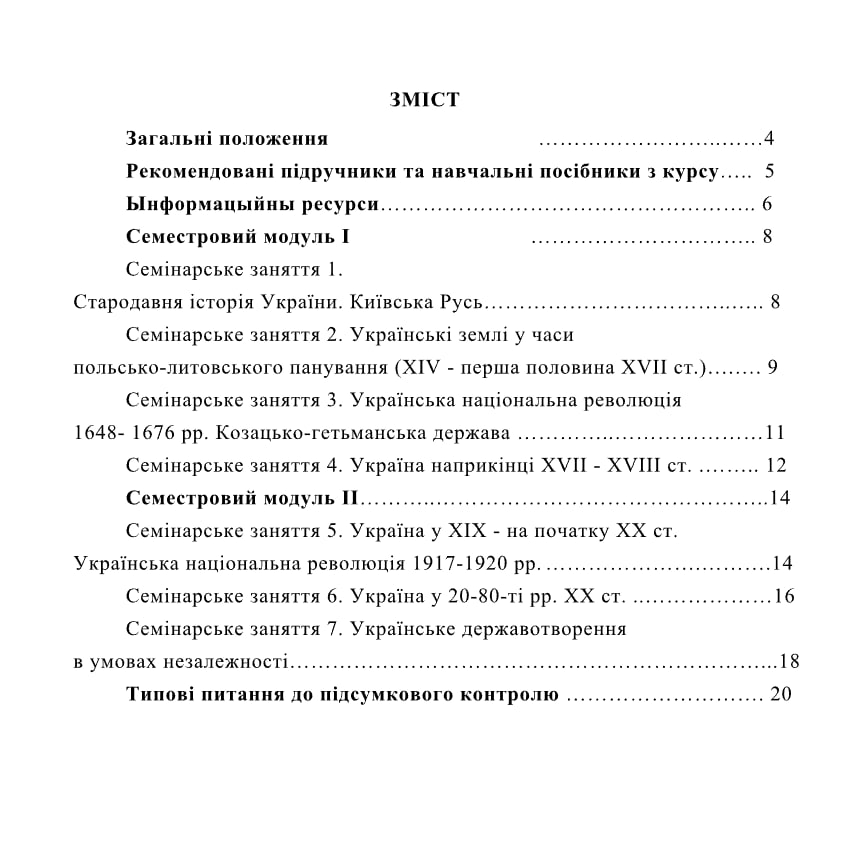 ЗМІСТ
Загальні положення ……………………..……4
Рекомендовані підручники та навчальні посібники з курсу….. 5
Ынформацыйны ресурси……………………………………….. 6
Семестровий модуль I ……………………….. 8
Семінарське заняття 1.
Стародавня історія України. Київська Русь…………………………..….. 8
Семінарське заняття 2. Українські землі у часи
польсько-литовського панування (XIV - перша половина XVII ст.)…….. 9
Семінарське заняття 3. Українська національна революція
1648- 1676 рр. Козацько-гетьманська держава …………..………………11
Семінарське заняття 4. Україна наприкінці XVII - XVIII ст. …….. 12
Семестровий модуль II………..…………………………………..14
Семінарське заняття 5. Україна у XIX - на початку XX ст.
Українська національна революція 1917-1920 рр. ……………….……….14
Семінарське заняття 6. Україна у 20-80-ті рр. XX ст. ..……………16
Семінарське заняття 7. Українське державотворення
в умовах незалежності…………………………………………………...18
Типові питання до підсумкового контролю ……………………. 20